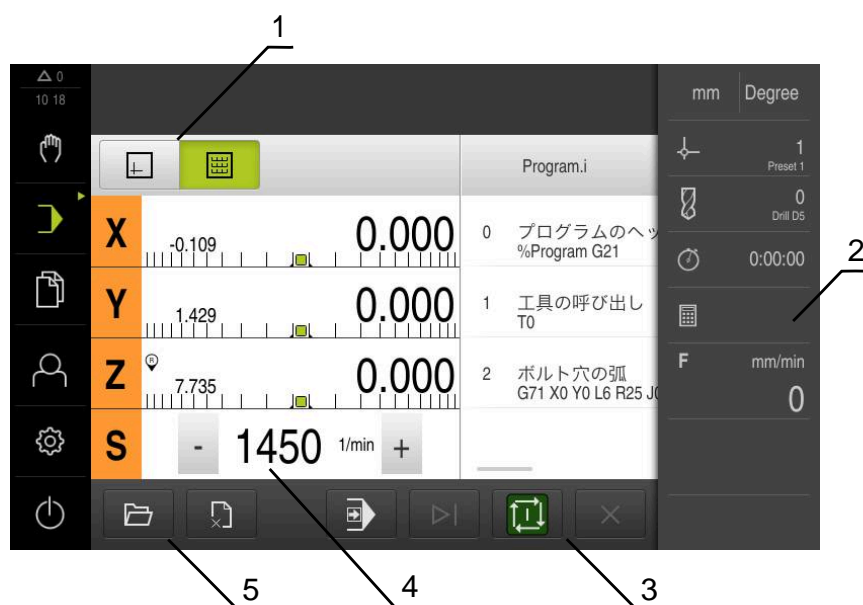 1
0
10 18
mm Degree
1
Preset 1
0
Drill D5
0:00:00
2
F mm/min
0
Program.i
X -0.109 0.000
Y 1.429 0.000
Z R 7.735 0.000
S - 1450 1/min +
0 プログラムのヘッ
%Program G21
1 工具の呼び出し
T0
2 ボルト穴の弧
G71 X0 Y0 L6 R25 J0
5
4
3